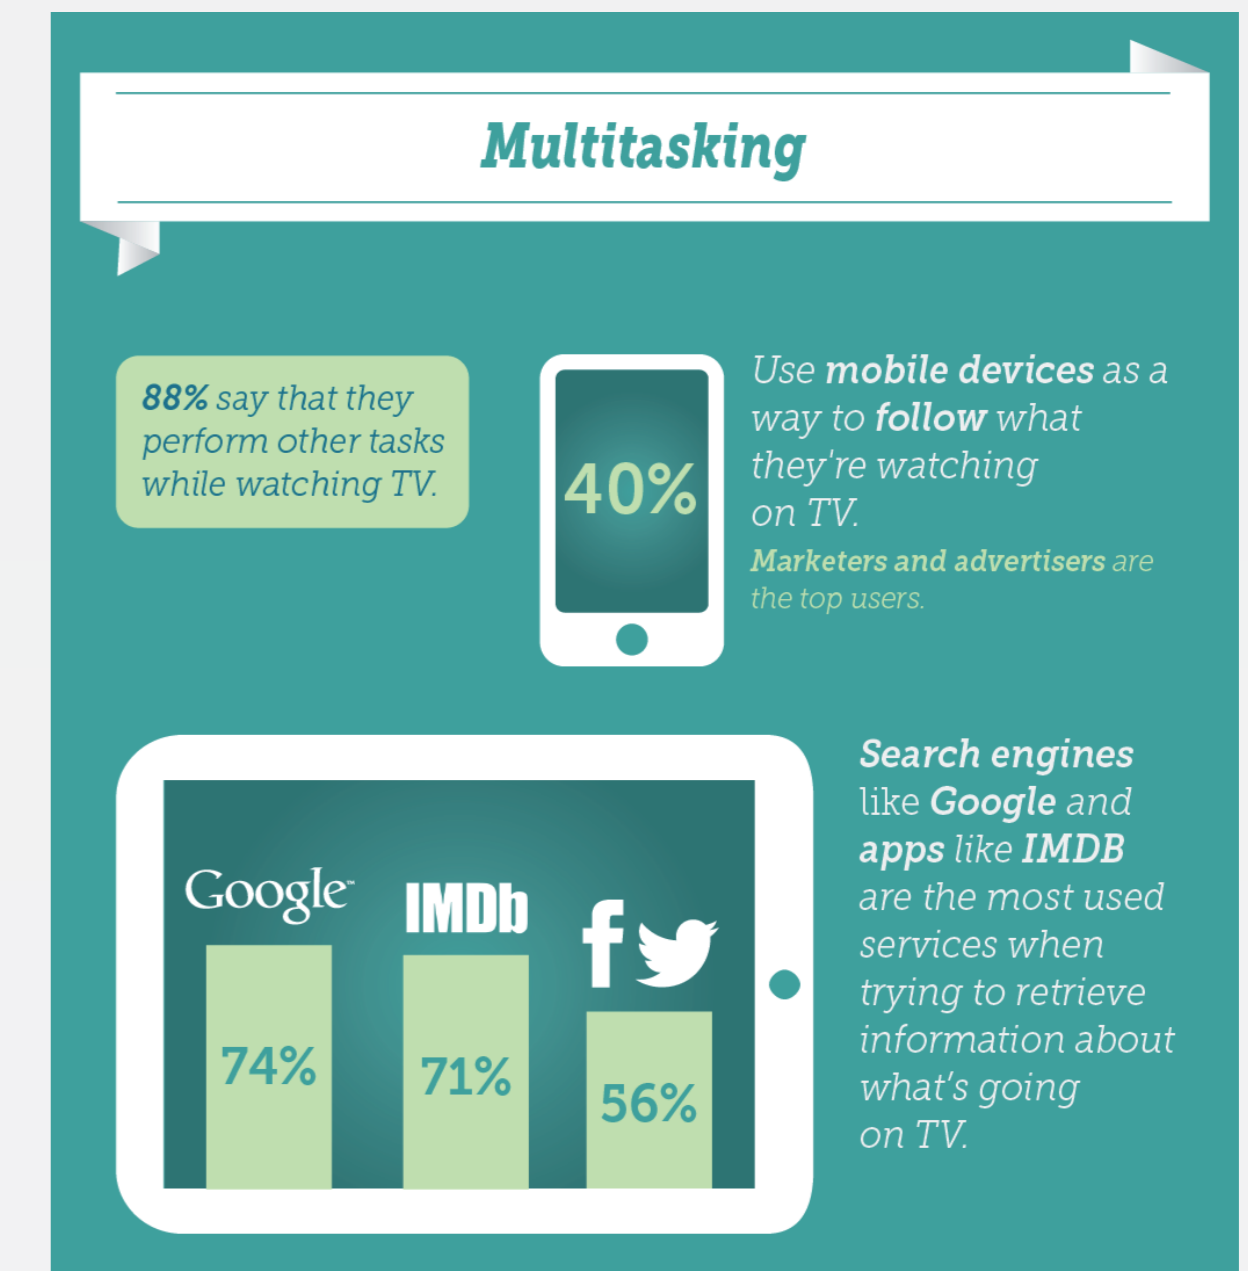 Multitasking
88% say that they
perform other tasks
while watching TV.
40%
Use mobile devices as a
way to follow what
they're watching
on TV.
Marketers and advertisers are
the top users.
Google™
IMDb
f
74%
71%
56%
Search engines
like Google and
apps like IMDB
are the most used
services when
trying to retrieve
information about
what's going
on TV.